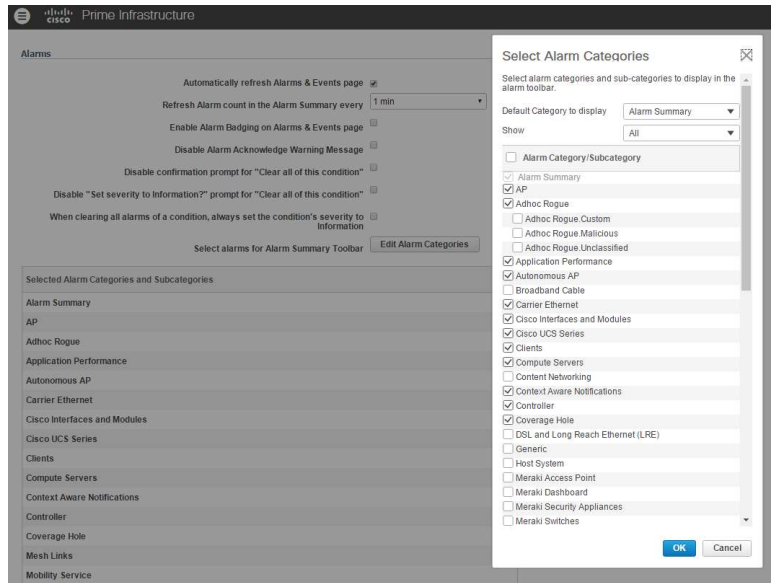 cisco Prime Infrastructure
Alarms
Automatically refresh Alarms & Events page
Refresh Alarm count in the Alarm Summary every 1 min
Enable Alarm Badging on Alarms & Events page
Disable Alarm Acknowledge Warning Message
Disable confirmation prompt for "Clear all of this condition"
Disable "Set severity to Information?" prompt for "Clear all of this condition"
When clearing all alarms of a condition, always set the condition's severity to
Information
Select alarms for Alarm Summary Toolbar Edit Alarm Categories
Selected Alarm Categories and Subcategories
Alarm Summary
AP
Adhoc Rogue
Application Performance
Autonomous AP
Carrier Ethernet
Cisco Interfaces and Modules
Cisco UCS Series
Clients
Compute Servers
Context Aware Notifications
Controller
Coverage Hole
Mesh Links
Mobility Service
Select Alarm Categories
Select alarm categories and sub-categories to display in the
alarm toolbar.
Default Category to display Alarm Summary
Show All
Alarm Category/Subcategory
Alarm Summary
AP
Adhoc Rogue
Adhoc Rogue.Custom
Adhoc Rogue.Malicious
Adhoc Rogue.Unclassified
Application Performance
Autonomous AP
Broadband Cable
Carrier Ethernet
Cisco Interfaces and Modules
Cisco UCS Series
Clients
Compute Servers
Content Networking
Context Aware Notifications
Controller
Coverage Hole
DSL and Long Reach Ethernet (LRE)
Generic
Host System
Meraki Access Point
Meraki Dashboard
Meraki Security Appliances
Meraki Switches
OK Cancel